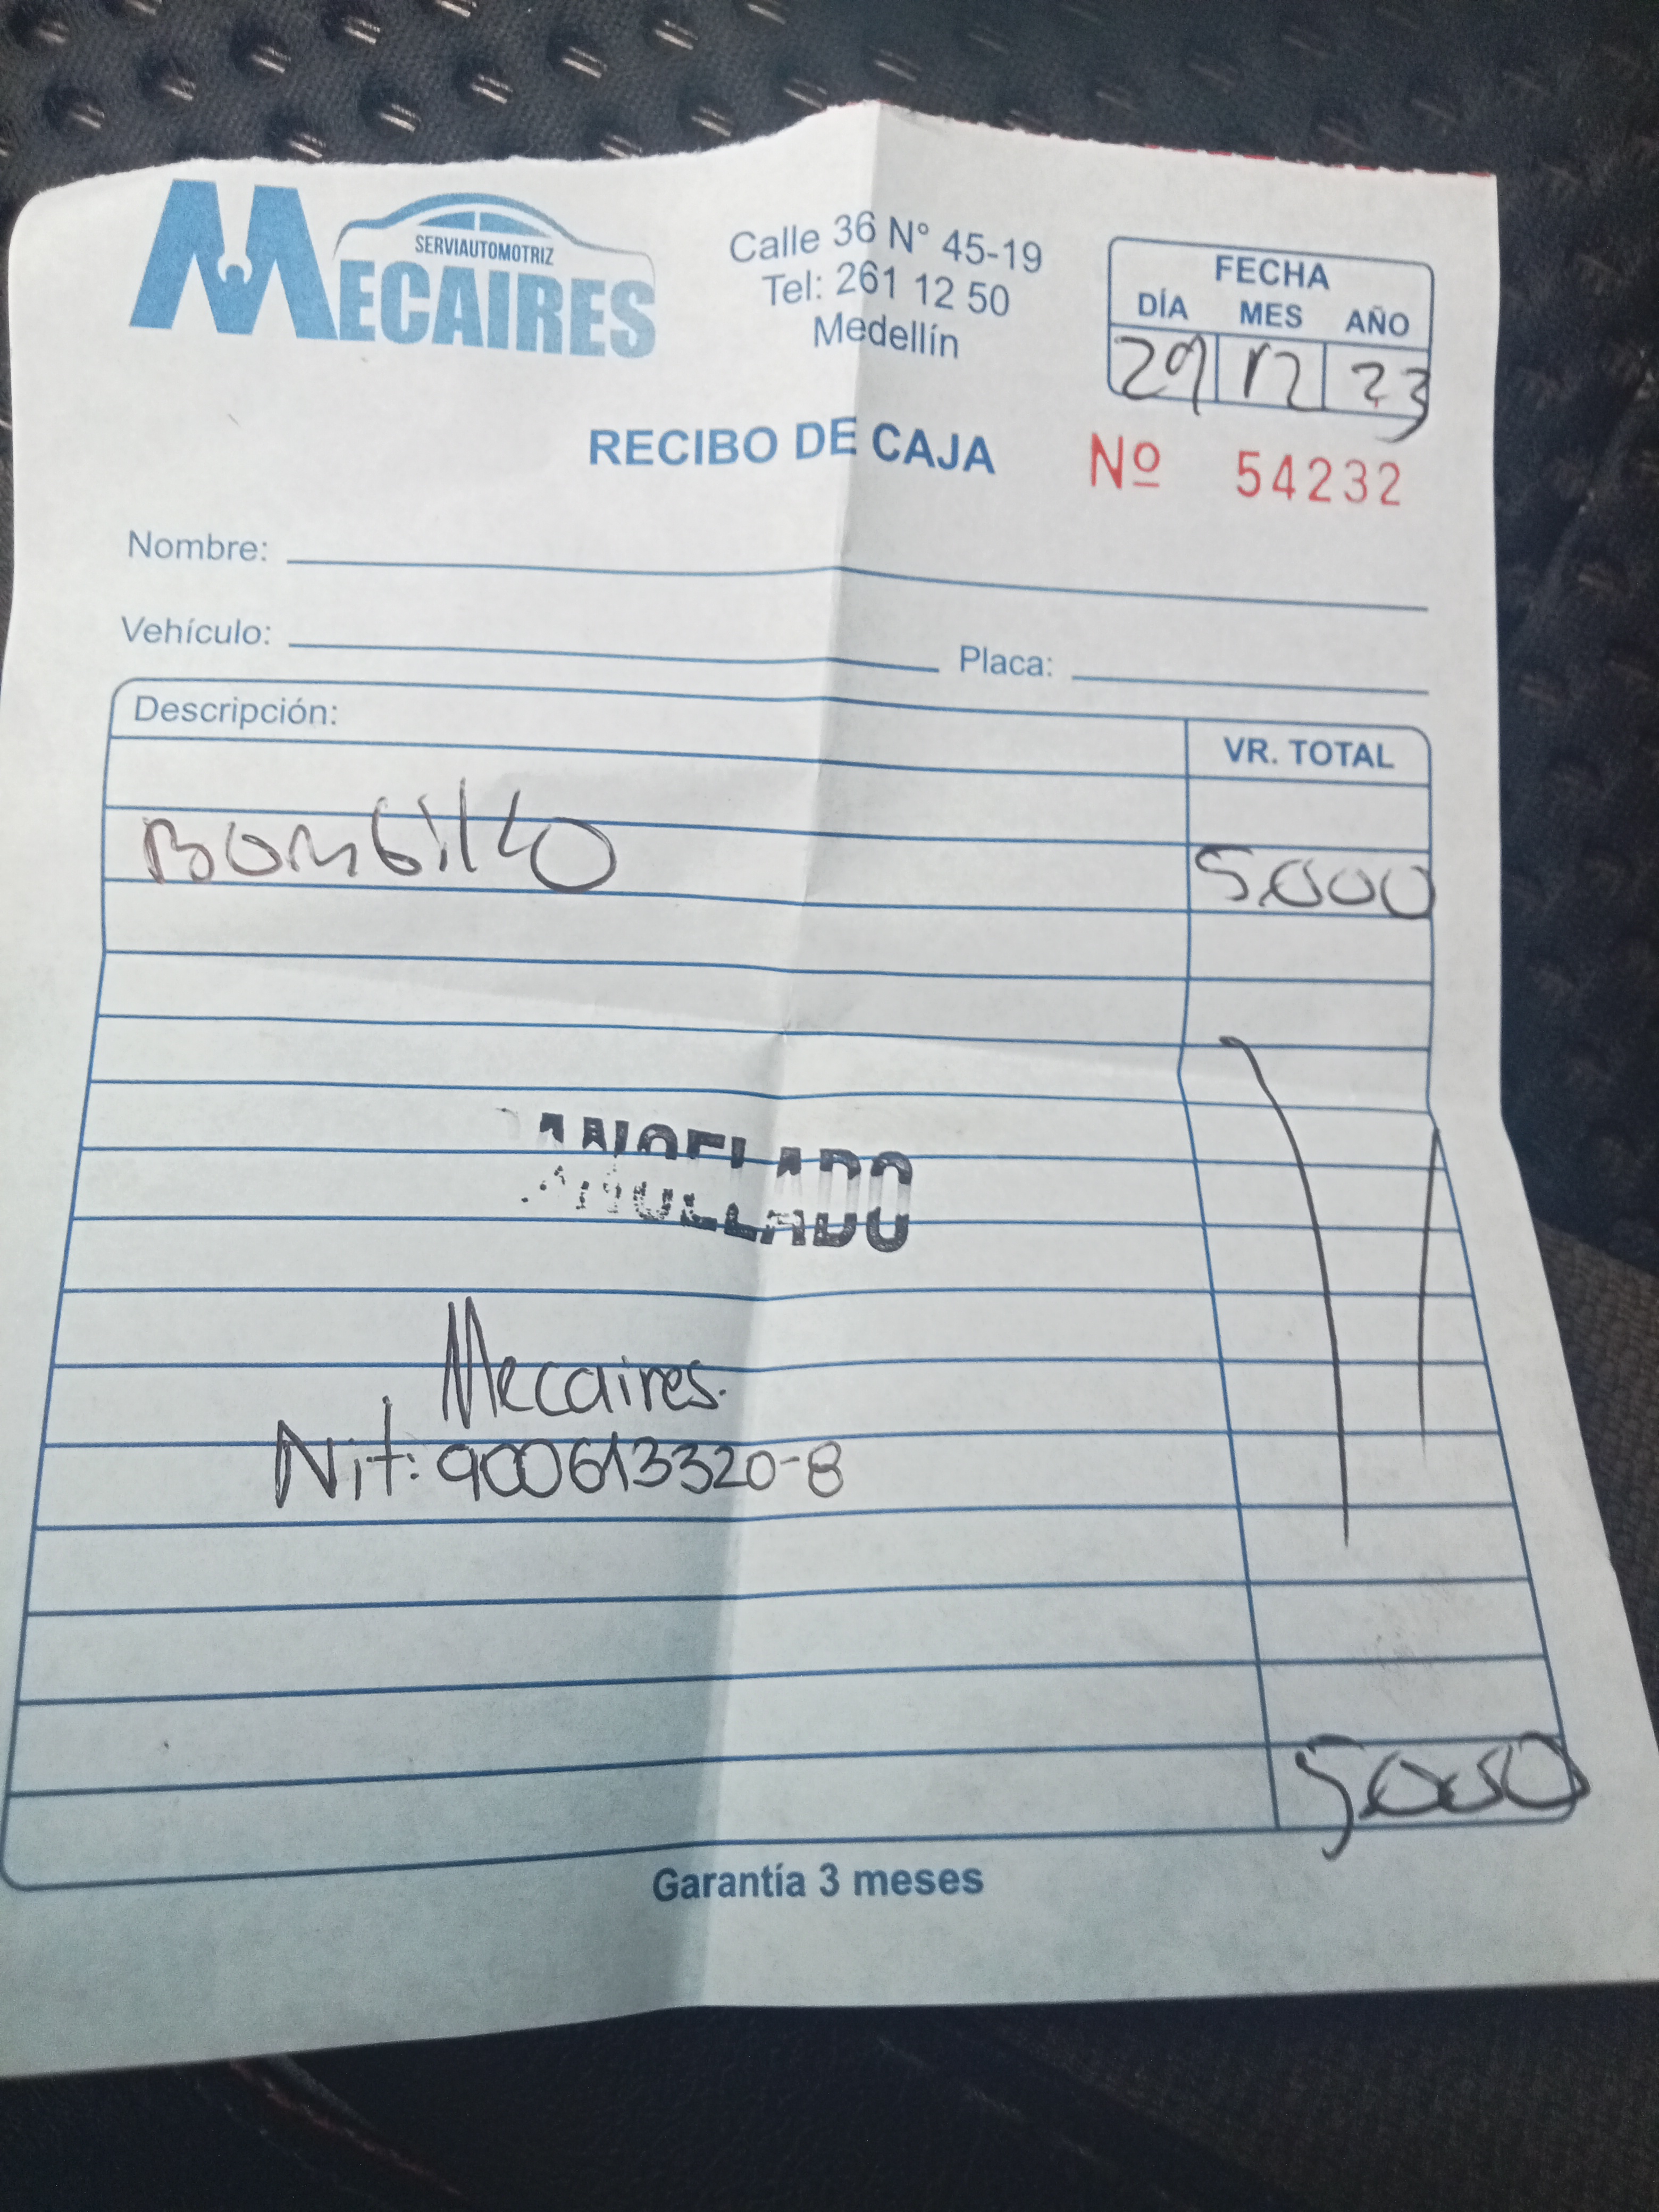 SERVIAUTOMOTRIZ
MECAIRES
Calle 36 N° 45-19
Tel: 261 12 50
Medellín
FECHA
DÍA MES AÑO
29 12 23
RECIBO DE CAJA Nº 54232
Nombre:
Vehículo: Placa:
Descripción: VR. TOTAL
Bombillo 5.000
Mecaires.
Nit: 900613320-8
5000
Garantía 3 meses